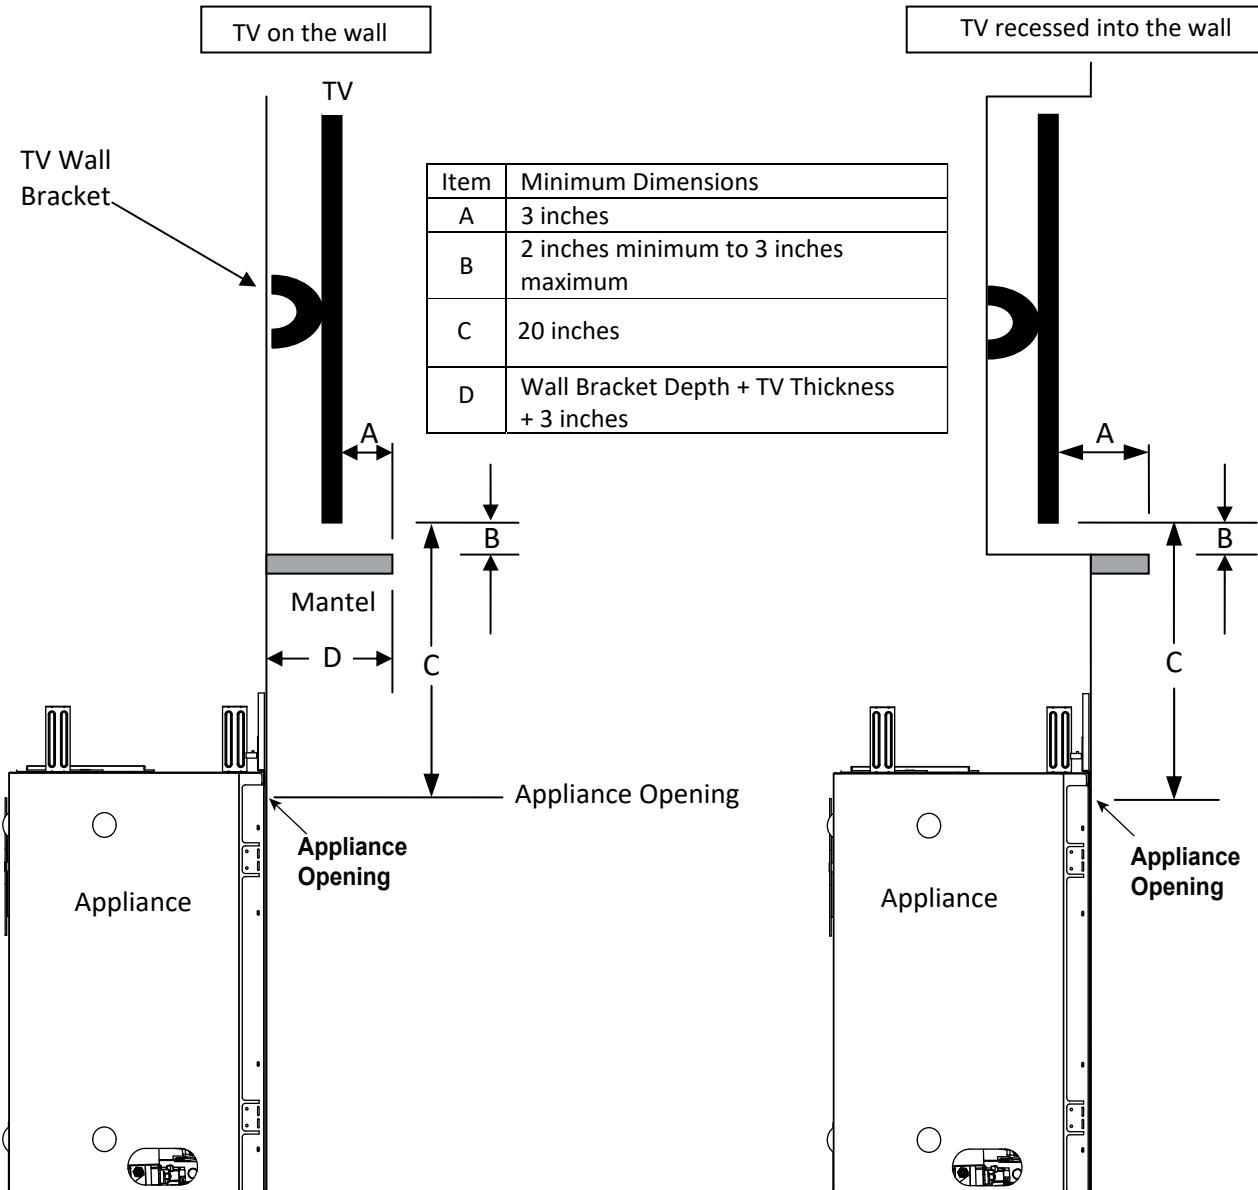 TV on the wall
TV recessed into the wall
TV
TV Wall
Bracket
Item Minimum Dimensions
A 3 inches
B 2 inches minimum to 3 inches
maximum
C 20 inches
D Wall Bracket Depth + TV Thickness
+ 3 inches
A
B
Mantel
D
C
Appliance Opening
Appliance
Opening
Appliance
A
B
C
Appliance
Opening
Appliance